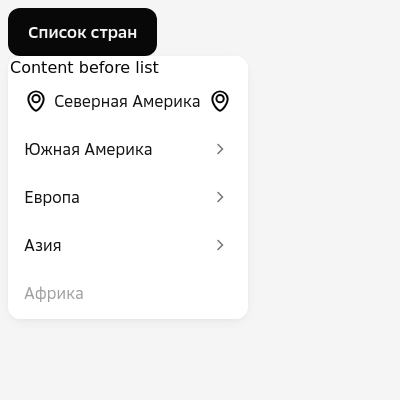 Список стран
Content before list
Северная Америка
Южная Америка
Европа
Азия
Африка